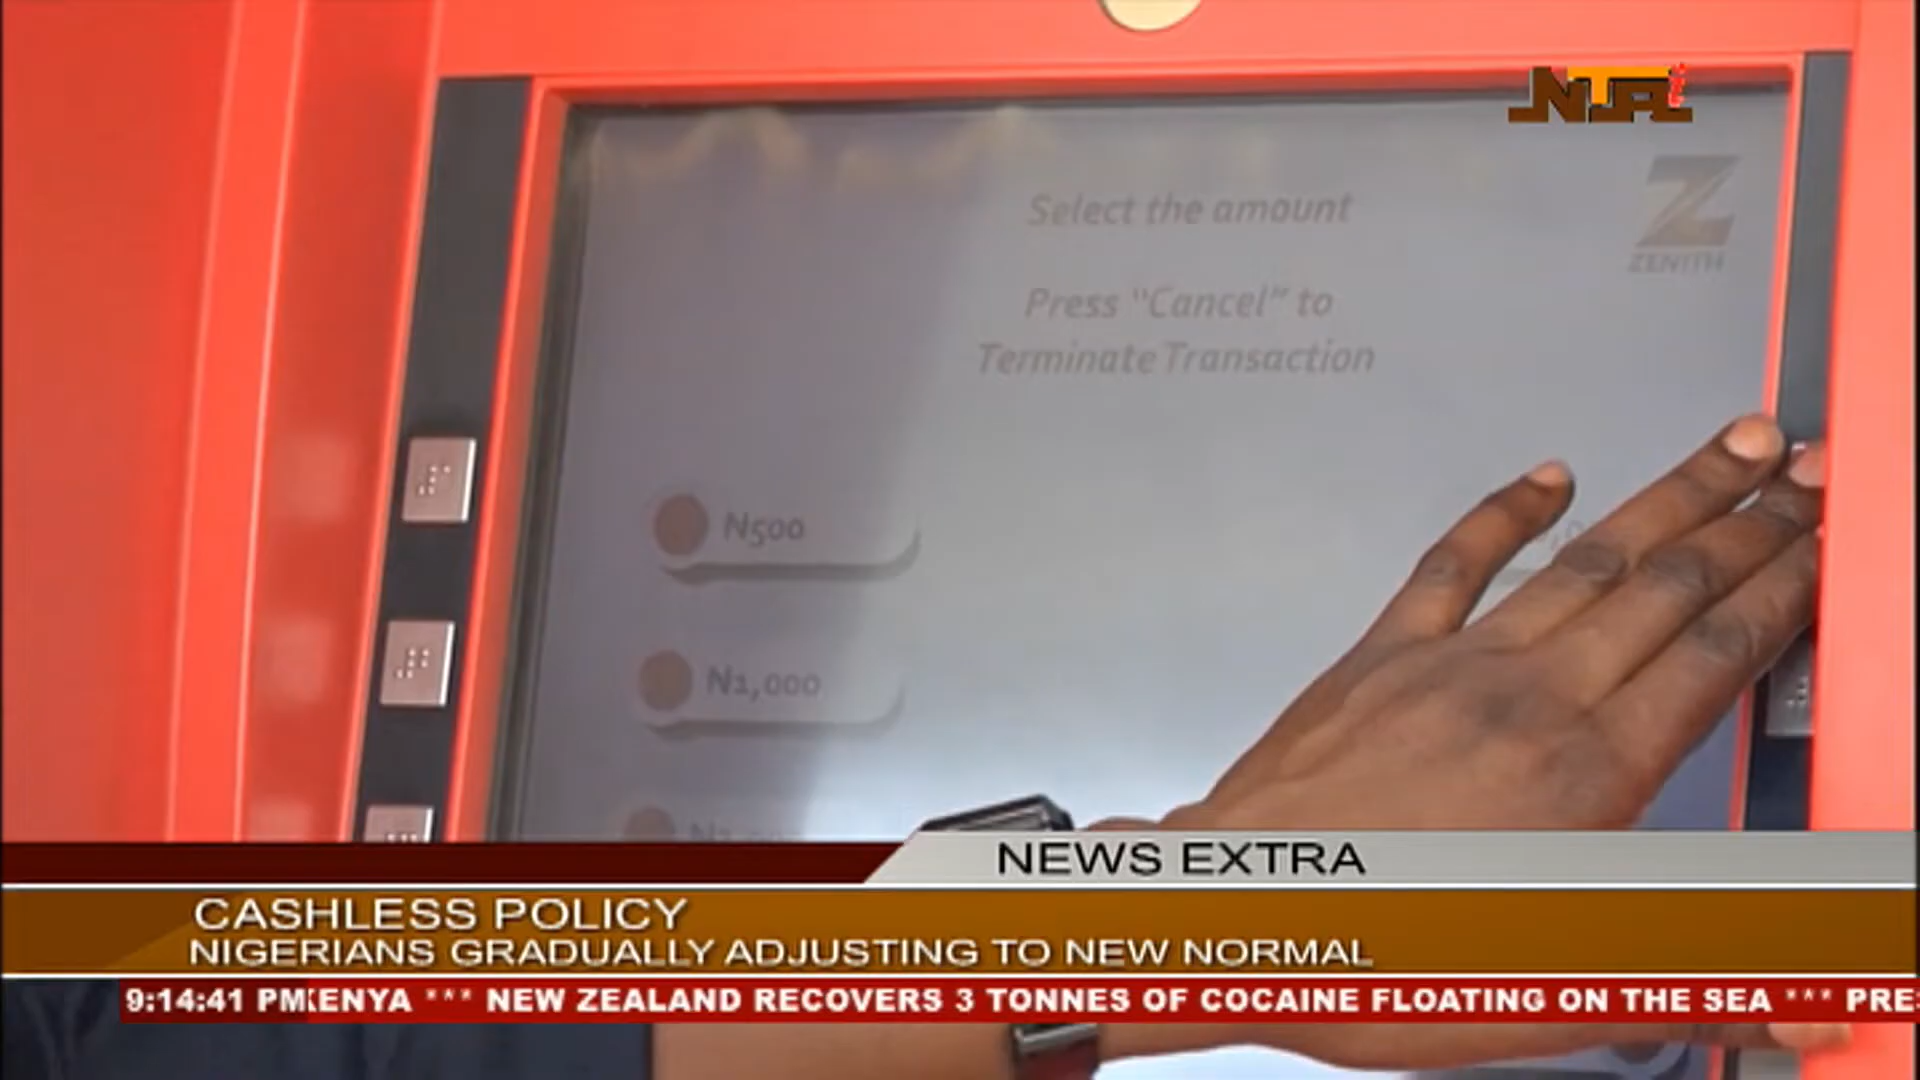 NTAi
Select the amount
ZENITH
Press "Cancel" to
Terminate Transaction
N500
N1,000
NEWS EXTRA
CASHLESS POLICY
NIGERIANS GRADUALLY ADJUSTING TO NEW NORMAL
9:14:41 PM KENYA *** NEW ZEALAND RECOVERS 3 TONNES OF COCAINE FLOATING ON THE SEA ***